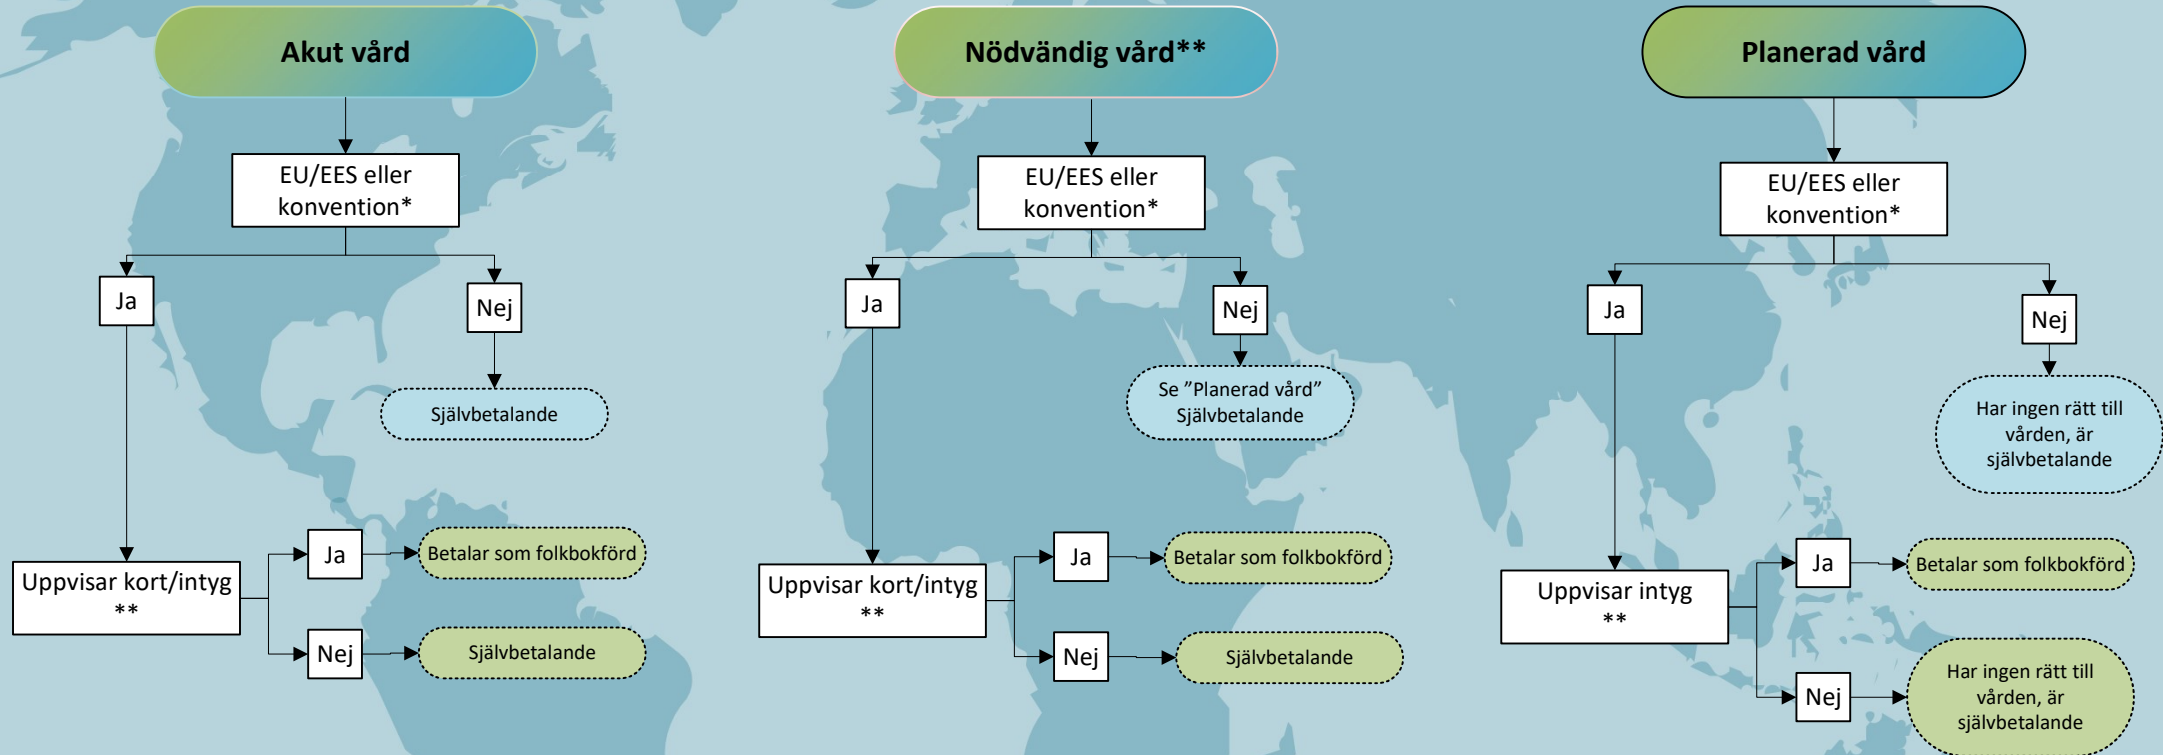 Akut vård
EU/EES eller
konvention*
Ja
Nej
Självbetalande
Uppvisar kort/intyg
**
Ja
Betalar som folkbokförd
Nej
Självbetalande
Nödvändig vård**
EU/EES eller
konvention*
Ja
Nej
Se ”Planerad vård”
Självbetalande
Uppvisar kort/intyg
**
Ja
Betalar som folkbokförd
Nej
Självbetalande
Planerad vård
EU/EES eller
konvention*
Ja
Nej
Har ingen rätt till
vården, är
självbetalande
Uppvisar intyg
**
Ja
Betalar som folkbokförd
Nej
Har ingen rätt till
vården, är
självbetalande